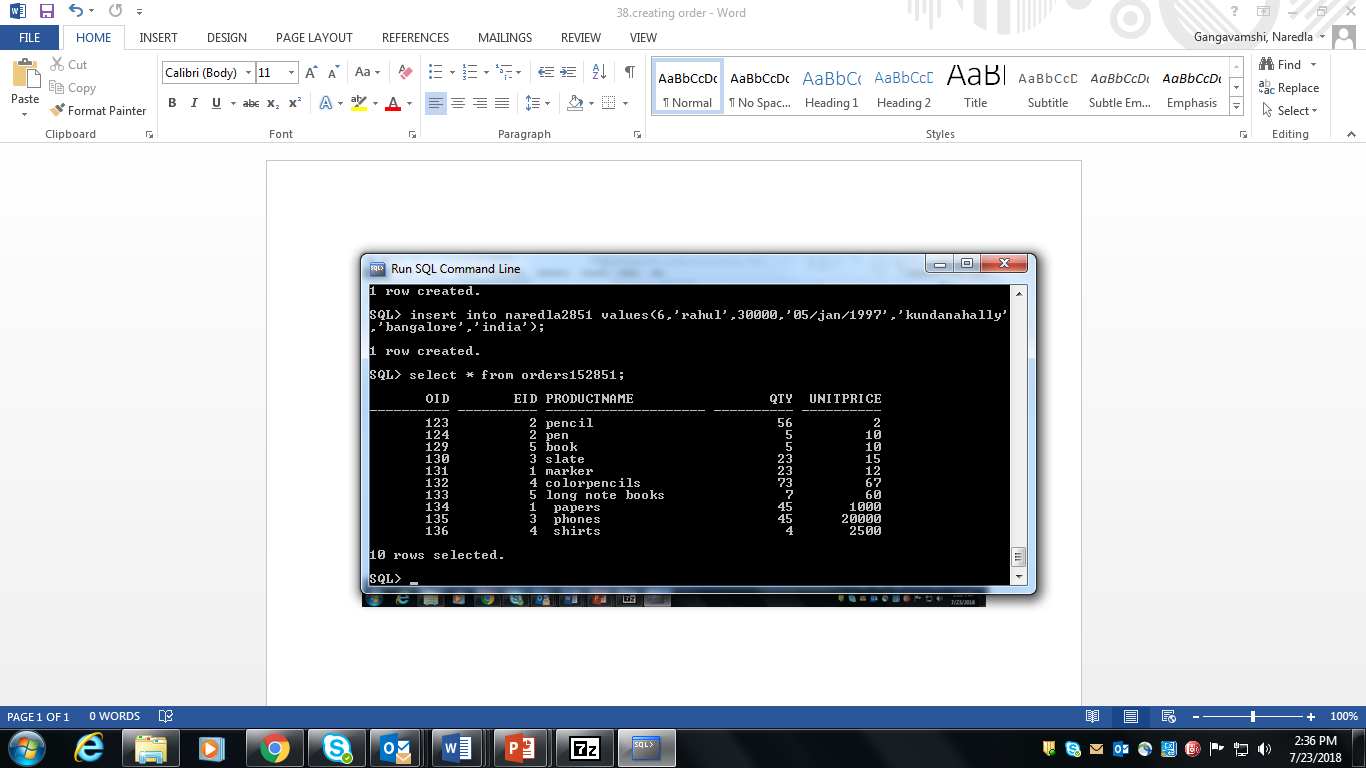 38.creating order - Word
FILE HOME INSERT DESIGN PAGE LAYOUT REFERENCES MAILINGS REVIEW VIEW Gangavamshi, Naredla
Cut
Copy
Format Painter
Paste
Calibri (Body) 11
AaBbCcDc AaBbCcDc AaBbCc AaBbCcD AaB AaBbCcD AaBbCcDc AaBbCcDc
¶ Normal ¶ No Spac... Heading 1 Heading 2 Title Subtitle Subtle Em... Emphasis
Find
Replace
Select
Clipboard Font Paragraph Styles Editing
Run SQL Command Line
1 row created.
SQL> insert into naredla2851 values(6,'rahul',30000,'05/jan/1997','kundanahally'
,'bangalore','india');
1 row created.
SQL> select * from orders152851;
OID EID PRODUCTNAME QTY UNITPRICE
---------- ---------- -------------------- ---------- ----------
123 2 pencil 56 2
124 2 pen 5 10
129 5 book 5 10
130 3 slate 23 15
131 1 marker 23 12
132 4 colorpencils 73 67
133 5 long note books 7 60
134 1 papers 45 1000
135 3 phones 45 20000
136 4 shirts 4 2500
10 rows selected.
SQL> _
7/23/2018
PAGE 1 OF 1 0 WORDS 100%
2:36 PM
7/23/2018